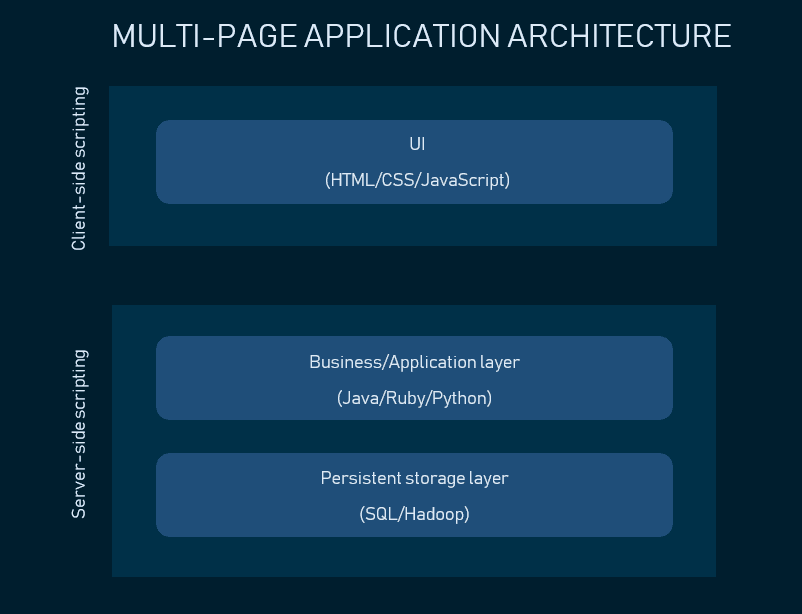 MULTI-PAGE APPLICATION ARCHITECTURE
Client-side scripting
UI
(HTML/CSS/JavaScript)
Server-side scripting
Business/Application layer
(Java/Ruby/Python)
Persistent storage layer
(SQL/Hadoop)